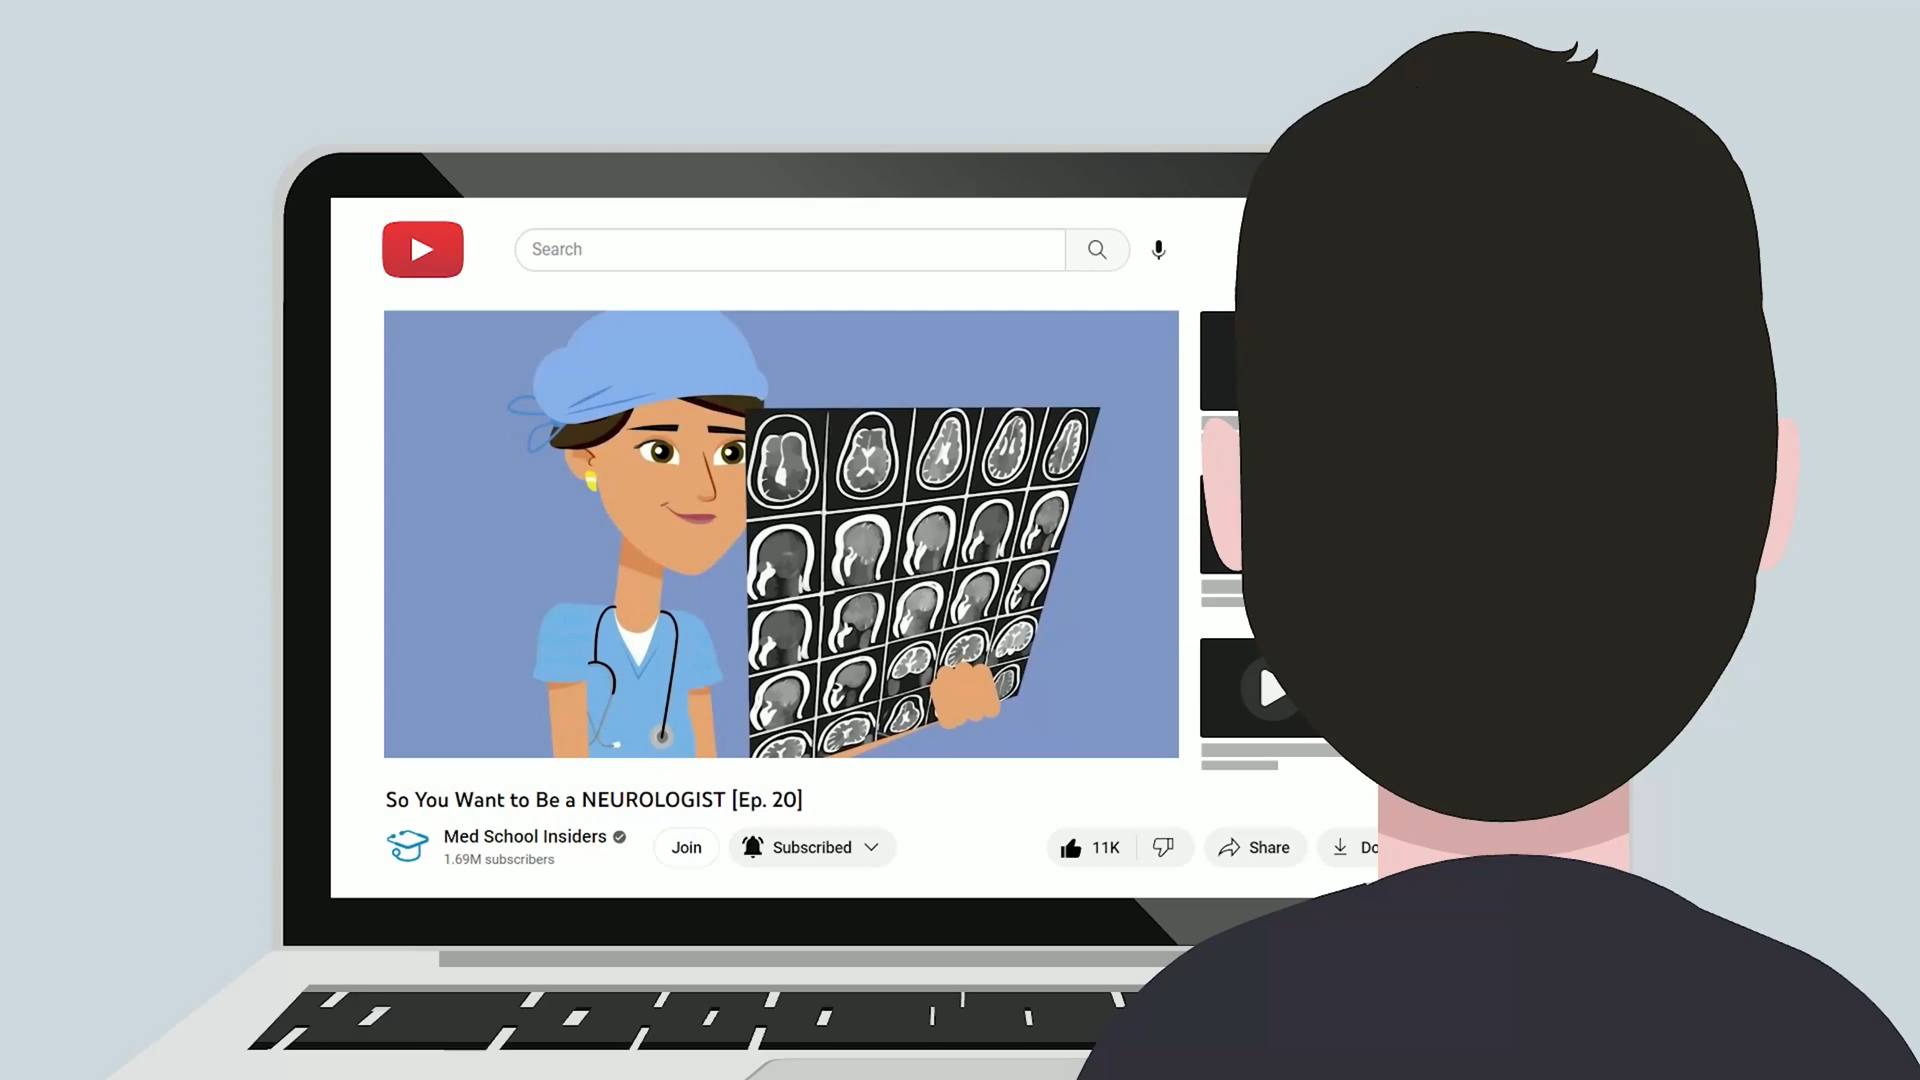 Search
So You Want to Be a NEUROLOGIST [Ep. 20]
Med School Insiders
1.69M subscribers
Join
Subscribed
11K
Share
Do